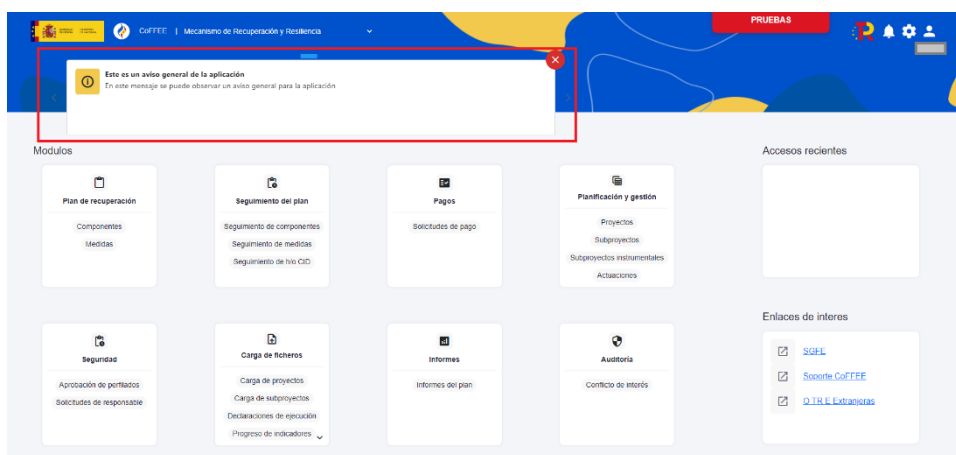 CoFFEE | Mecanismo de Recuperación y Resiliencia
PRUEBAS
Este es un aviso general de la aplicación
En este mensaje se puede observar un aviso general para la aplicación
Modulos
Accesos recientes
Plan de recuperación
Componentes
Medidas
Seguimiento del plan
Seguimiento de componentes
Seguimiento de medidas
Seguimiento de h/o CID
Pagos
Solicitudes de pago
Planificación y gestión
Proyectos
Subproyectos
Subproyectos instrumentales
Actuaciones
Enlaces de interes
SGFE
Soporte CoFFEE
O TR E Extranjeras
Seguridad
Aprobación de perfilados
Solicitudes de responsable
Carga de ficheros
Carga de proyectos
Carga de subproyectos
Declaraciones de ejecución
Progreso de indicadores
Informes
Informes del plan
Auditoría
Conflicto de interés